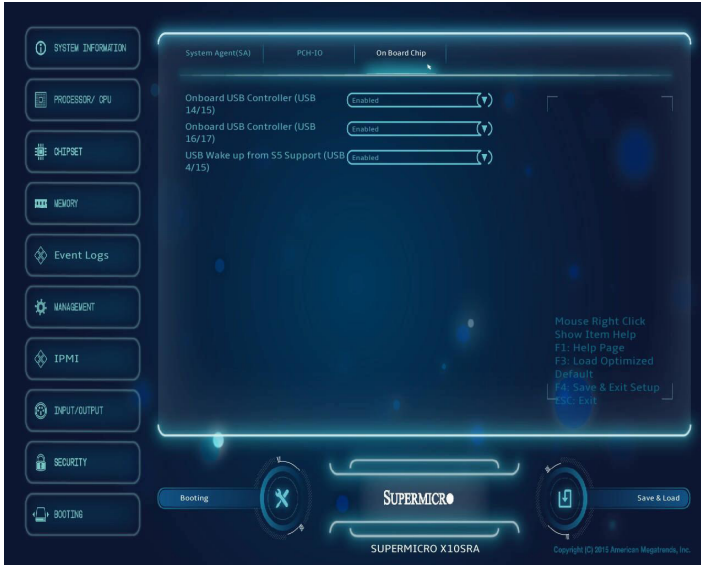 SYSTEM INFORMATION
PROCESSOR/ CPU
CHIPSET
MEMORY
Event Logs
MANAGEMENT
IPMI
INPUT/OUTPUT
SECURITY
BOOTING
System Agent(SA) PCH-IO On Board Chip
Onboard USB Controller (USB Enabled
14/15)
Onboard USB Controller (USB Enabled
16/17)
USB Wake up from S5 Support (USB Enabled
4/15)
Mouse Right Click
Show Item Help
F1: Help Page
F3: Load Optimized
Default
F4: Save & Exit Setup
ESC: Exit
Booting SUPERMICRO Save & Load
SUPERMICRO X10SRA
Copyright (C) 2015 American Megatrends, Inc.